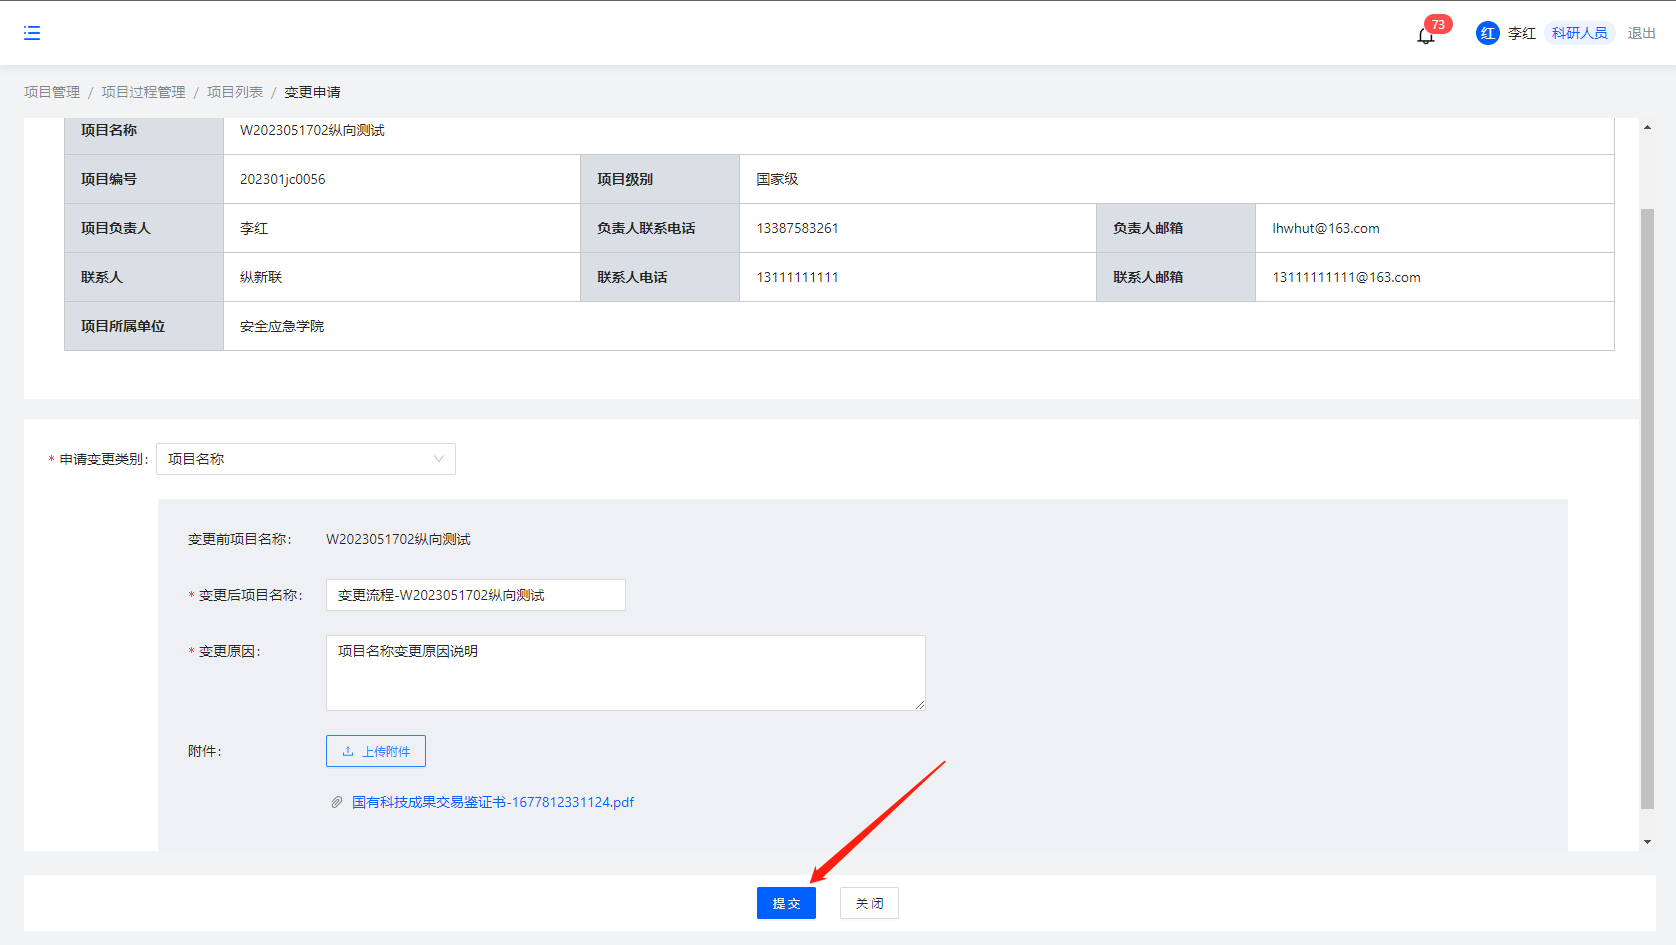 73
红 李红 科研人员 退出
项目管理 / 项目过程管理 / 项目列表 / 变更申请
项目名称 W2023051702纵向测试
项目编号 202301jc0056 项目级别 国家级
项目负责人 李红 负责人联系电话 13387583261 负责人邮箱 lhwhut@163.com
联系人 纵新联 联系人电话 13111111111 联系人邮箱 13111111111@163.com
项目所属单位 安全应急学院
* 申请变更类别: 项目名称
变更前项目名称: W2023051702纵向测试
* 变更后项目名称: 变更流程-W2023051702纵向测试
* 变更原因: 项目名称变更原因说明
附件: 上传附件
国有科技成果交易鉴证书-1677812331124.pdf
提交 关闭